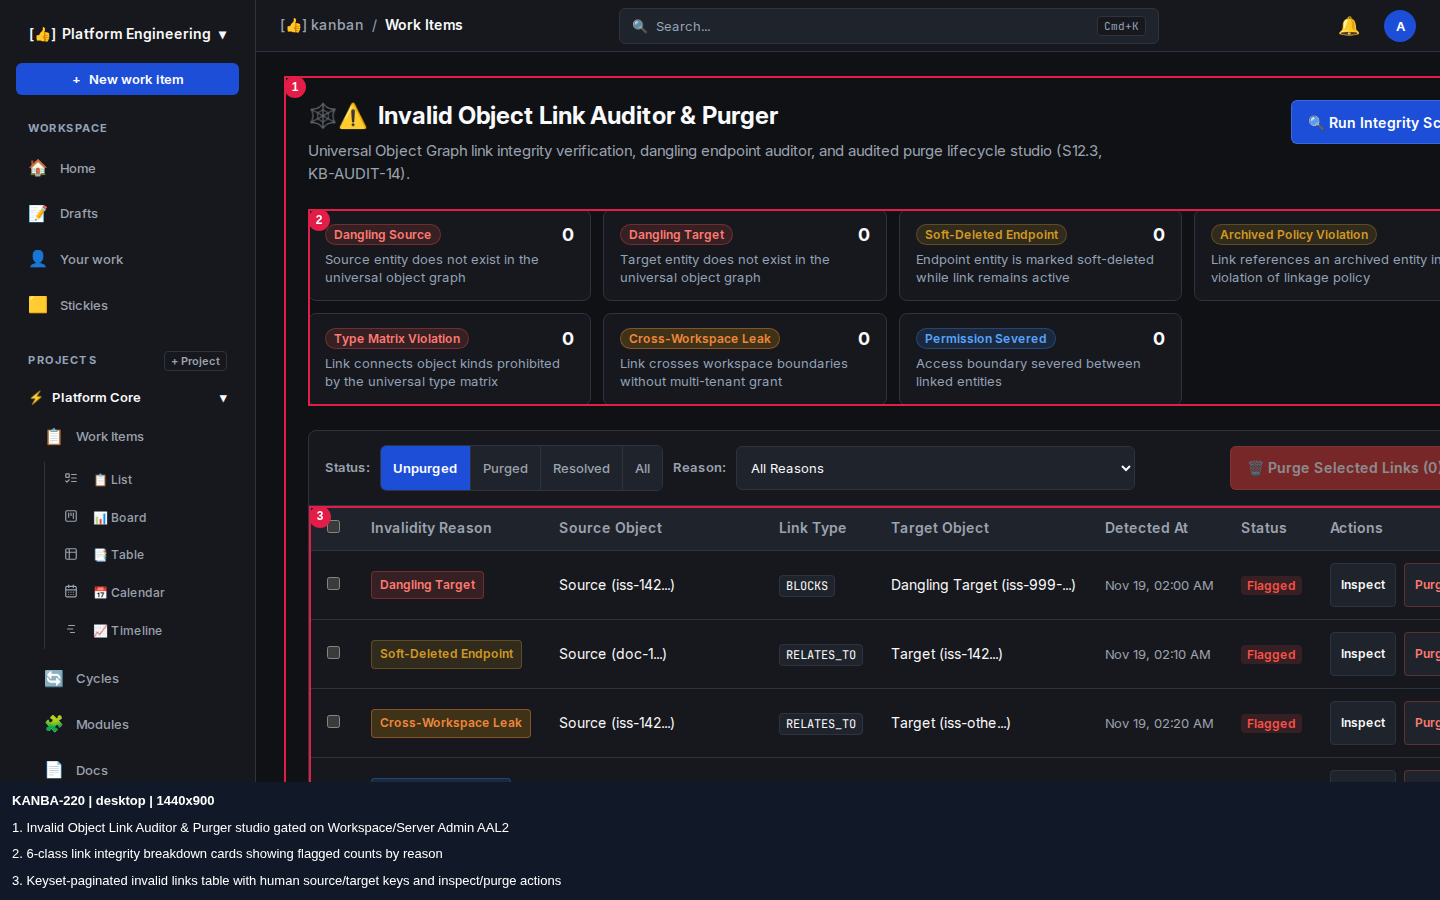 [👍] Platform Engineering ▾
+ New work item
WORKSPACE
🏠 Home
📝 Drafts
👤 Your work
🟨 Stickies
PROJECTS + Project
⚡ Platform Core ▾
📋 Work Items
📋 List
📊 Board
📑 Table
📅 Calendar
📈 Timeline
🔄 Cycles
🧩 Modules
📄 Docs
[👍] kanban / Work Items
🔍 Search... Cmd+K
🔔 A
1
🕸️⚠️ Invalid Object Link Auditor & Purger
🔍 Run Integrity Sc
Universal Object Graph link integrity verification, dangling endpoint auditor, and audited purge lifecycle studio (S12.3,
KB-AUDIT-14).
2
Dangling Source 0
Source entity does not exist in the
universal object graph
Dangling Target 0
Target entity does not exist in the
universal object graph
Soft-Deleted Endpoint 0
Endpoint entity is marked soft-deleted
while link remains active
Archived Policy Violation
Link references an archived entity in
violation of linkage policy
Type Matrix Violation 0
Link connects object kinds prohibited
by the universal type matrix
Cross-Workspace Leak 0
Link crosses workspace boundaries
without multi-tenant grant
Permission Severed 0
Access boundary severed between
linked entities
Status: Unpurged Purged Resolved All Reason: All Reasons 🗑️ Purge Selected Links (0)
3
Invalidity Reason Source Object Link Type Target Object Detected At Status Actions
Dangling Target Source (iss-142...) BLOCKS Dangling Target (iss-999-...) Nov 19, 02:00 AM Flagged Inspect Purg
Soft-Deleted Endpoint Source (doc-1...) RELATES_TO Target (iss-142...) Nov 19, 02:10 AM Flagged Inspect Purg
Cross-Workspace Leak Source (iss-142...) RELATES_TO Target (iss-othe...) Nov 19, 02:20 AM Flagged Inspect Purg
KANBA-220 | desktop | 1440x900
1. Invalid Object Link Auditor & Purger studio gated on Workspace/Server Admin AAL2
2. 6-class link integrity breakdown cards showing flagged counts by reason
3. Keyset-paginated invalid links table with human source/target keys and inspect/purge actions